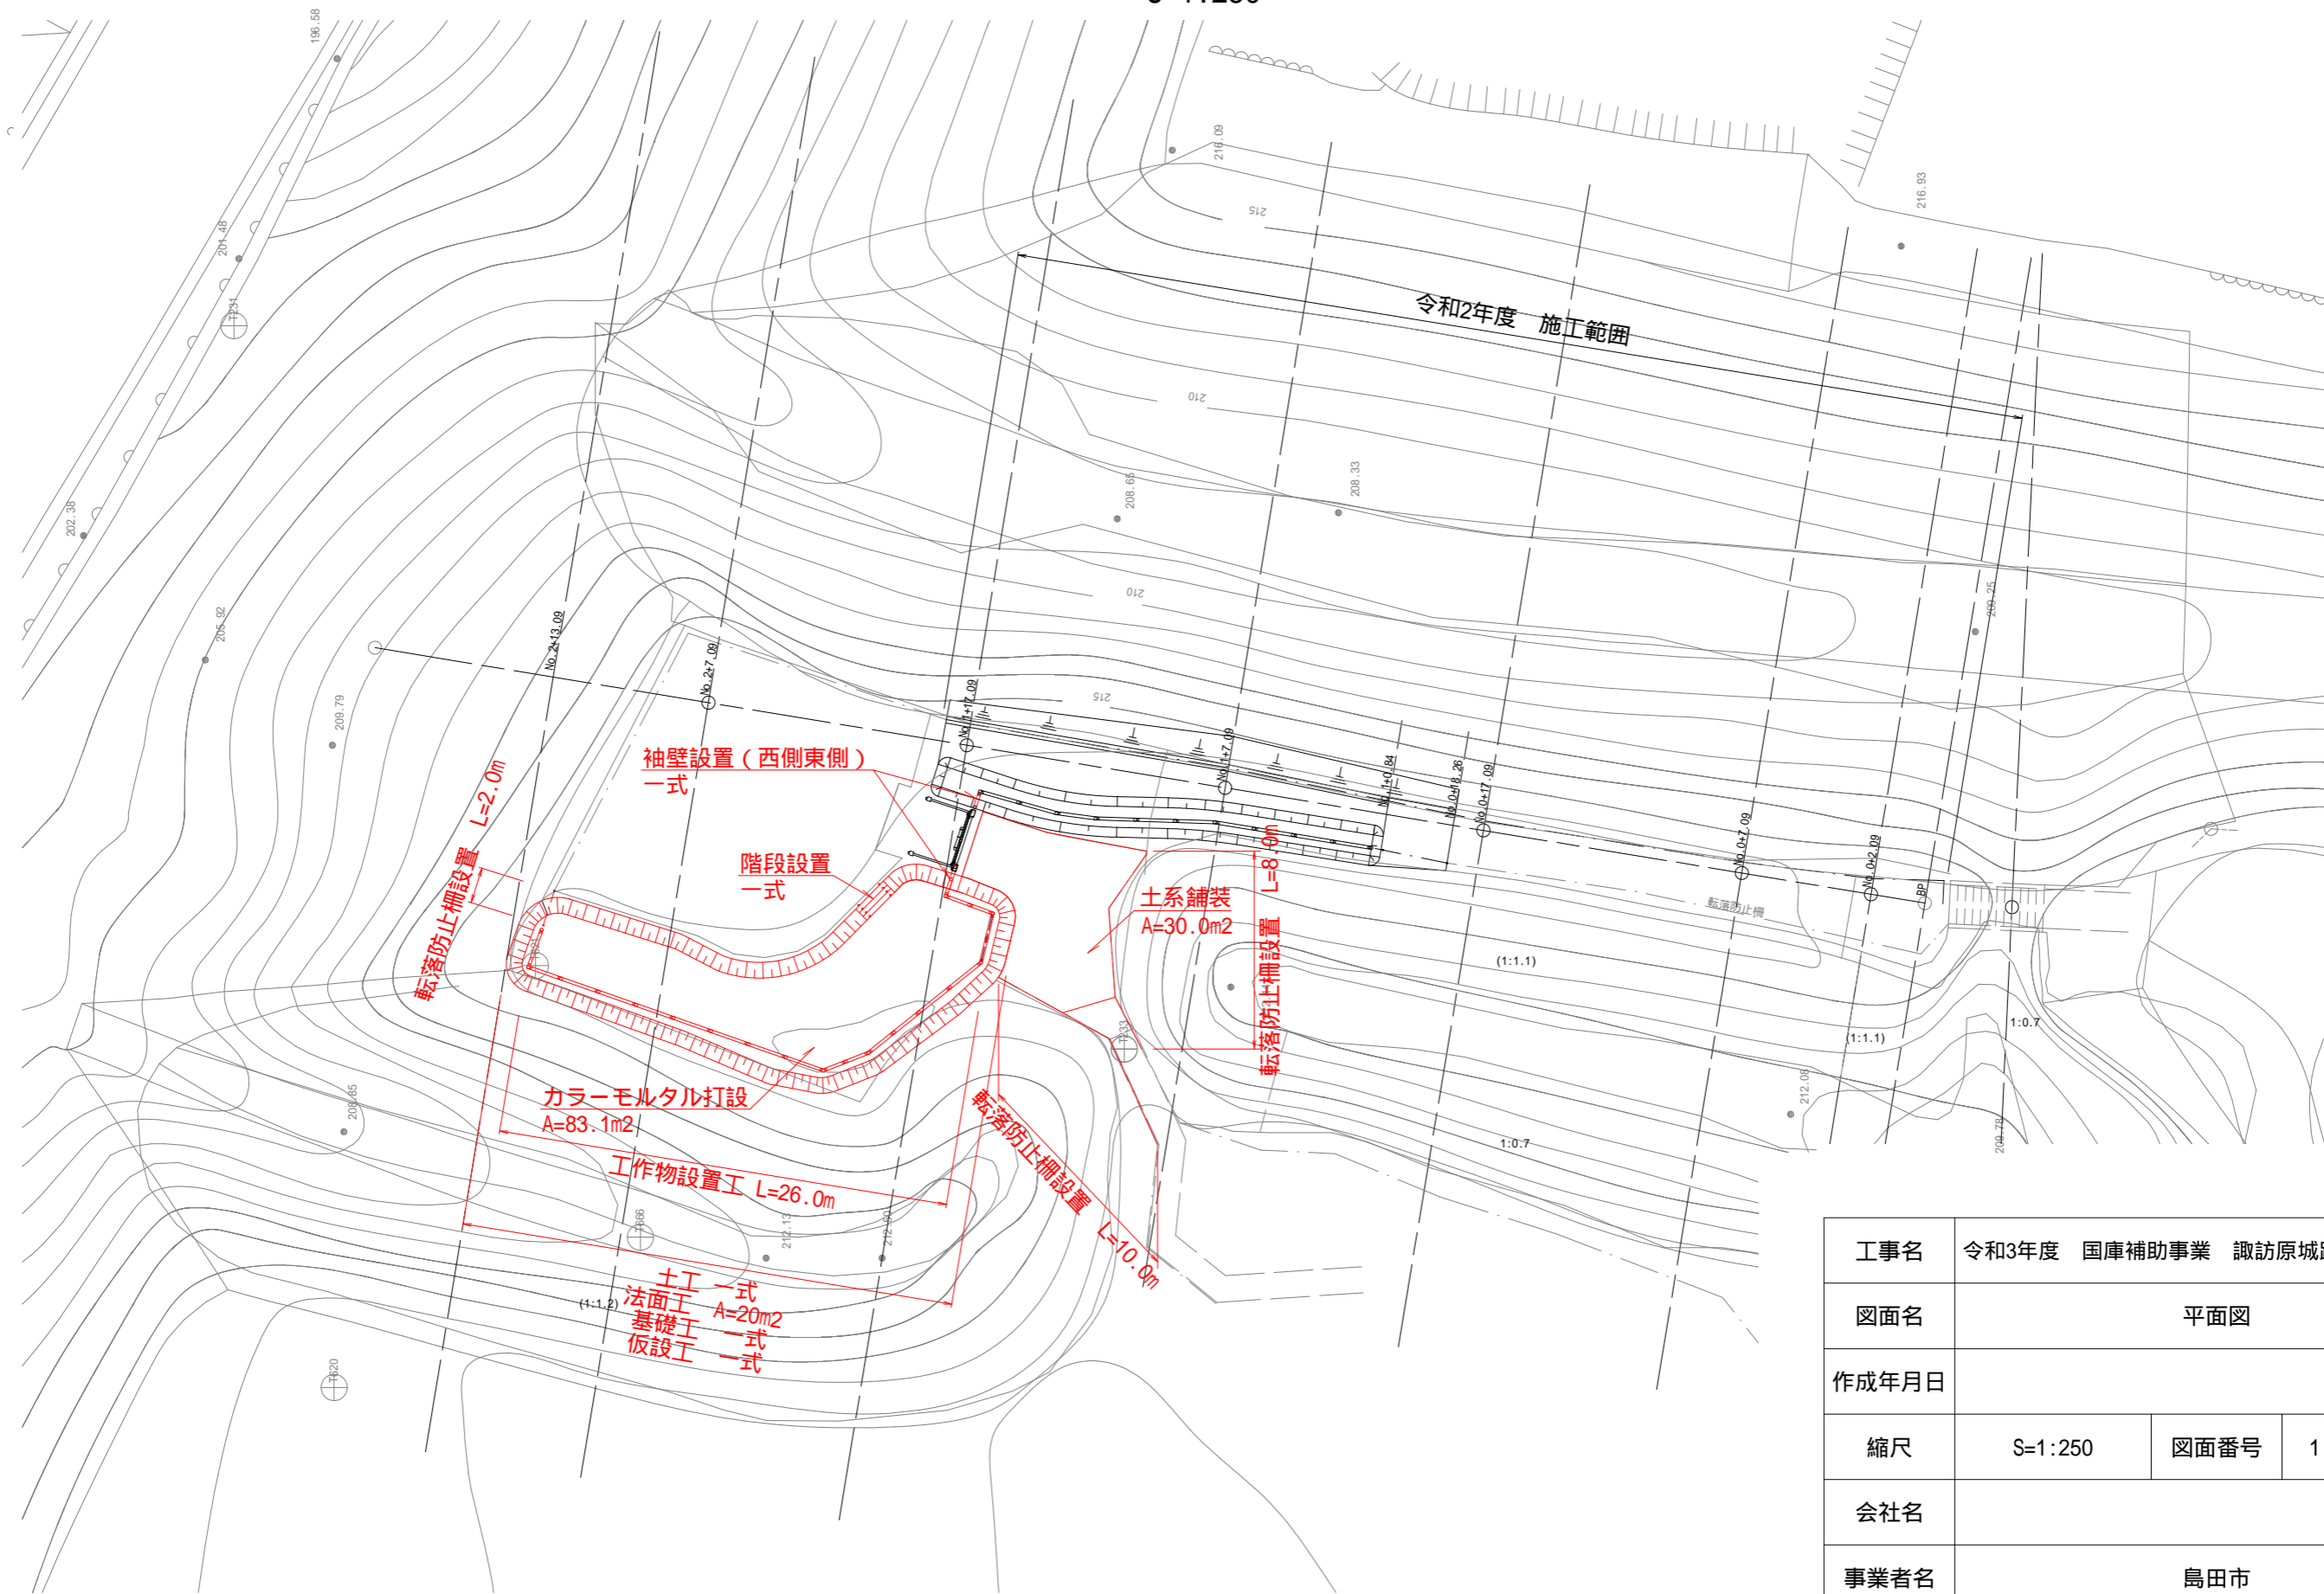 196.58
216.09
216.93
201.48
T231
215
令和2年度　施工範囲
210
202.38
208.65
208.33
205.92
No.2+13.09
No.2+7.09
210
209.25
209.79
No.1+17.09
215
No.1+7.09
No.1+0.84
No.0+18.26
No.0+17.09
No.0+7.09
No.0+2.09
BP
袖壁設置（西側東側）
一式
転落防止柵設置　L=2.0m
階段設置
一式
土系舗装
A=30.0m2
転落防止柵設置　L=8.0m
転落防止柵
(1:1.1)
(1:1.1)
1:0.7
T233
212.08
209.78
1:0.7
208.85
カラーモルタル打設
A=83.1m2
工作物設置工 L=26.0m
転落防止柵設置　L=10.0m
T666
212.13
土工　一式
法面工　A=20m2
基礎工　一式
仮設工　一式
(1:1.2)
T620
工事名　令和3年度　国庫補助事業　諏訪原城
図面名　平面図
作成年月日
縮尺　S=1:250　図面番号　1
会社名
事業者名　島田市